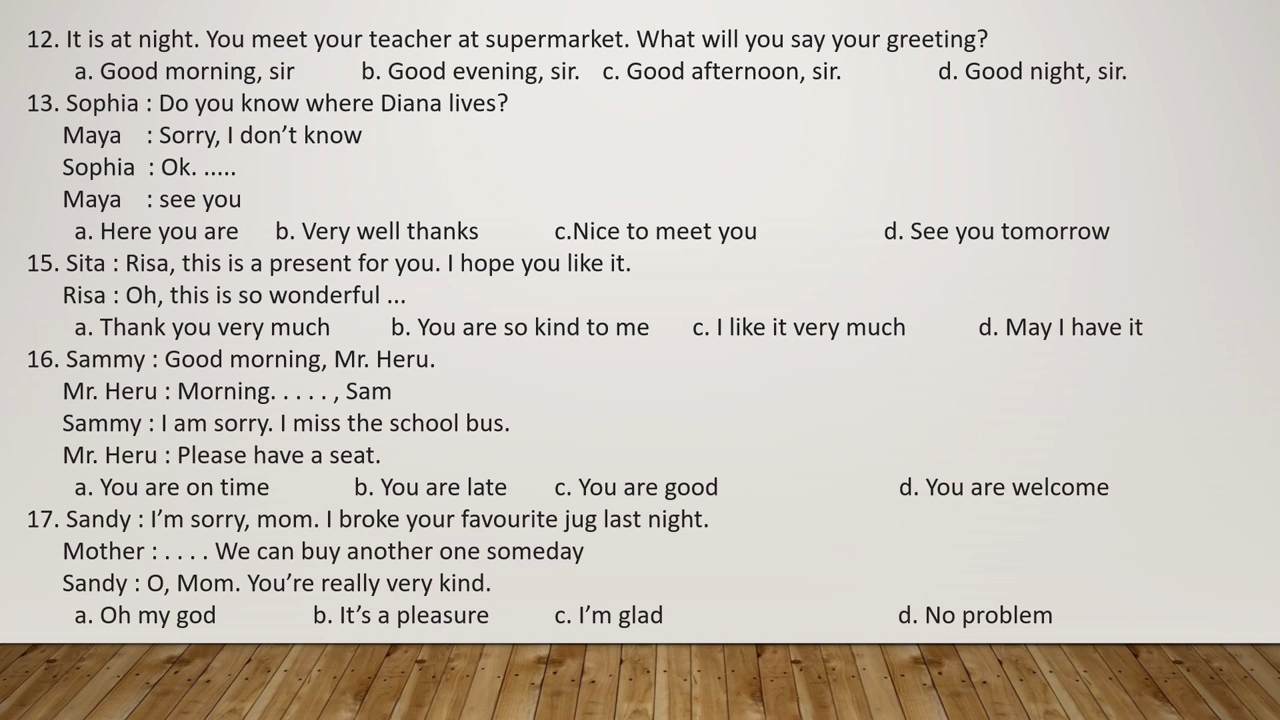 12. It is at night. You meet your teacher at supermarket. What will you say your greeting?
a. Good morning, sir b. Good evening, sir. c. Good afternoon, sir. d. Good night, sir.
13. Sophia : Do you know where Diana lives?
Maya : Sorry, I don’t know
Sophia : Ok. .....
Maya : see you
a. Here you are b. Very well thanks c.Nice to meet you d. See you tomorrow
15. Sita : Risa, this is a present for you. I hope you like it.
Risa : Oh, this is so wonderful ...
a. Thank you very much b. You are so kind to me c. I like it very much d. May I have it
16. Sammy : Good morning, Mr. Heru.
Mr. Heru : Morning. . . . . , Sam
Sammy : I am sorry. I miss the school bus.
Mr. Heru : Please have a seat.
a. You are on time b. You are late c. You are good d. You are welcome
17. Sandy : I’m sorry, mom. I broke your favourite jug last night.
Mother : . . . . We can buy another one someday
Sandy : O, Mom. You’re really very kind.
a. Oh my god b. It’s a pleasure c. I’m glad d. No problem